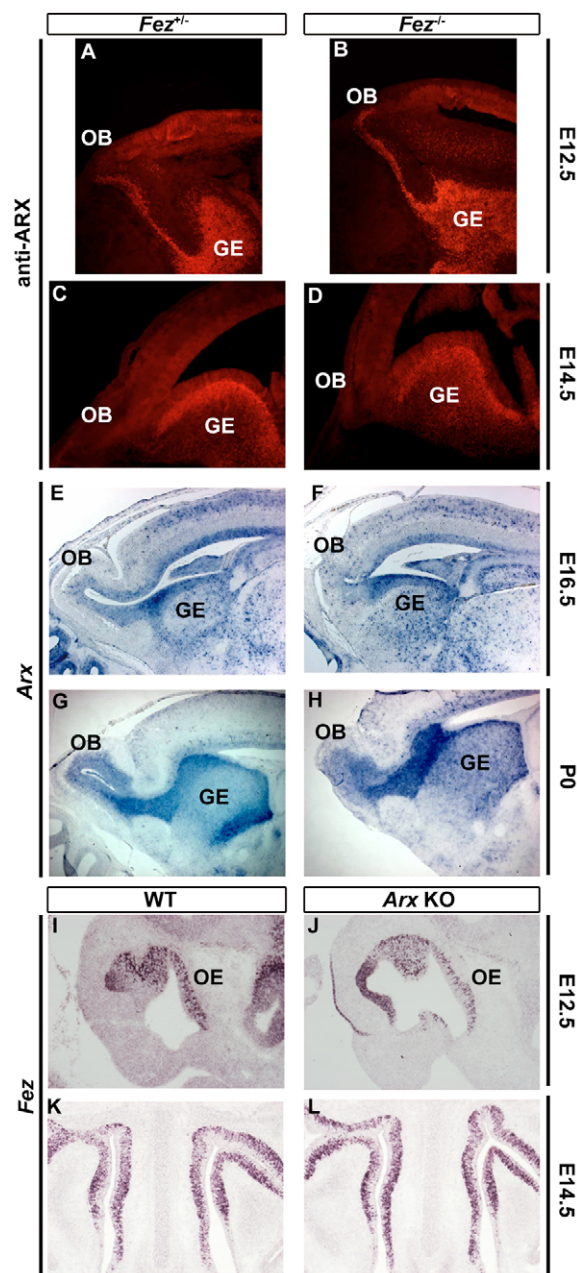 Fez+/-
Fez-/-
A
B
OB
OB
GE
GE
E12.5
anti-ARX
C
D
OB
OB
GE
GE
E14.5
E
F
OB
OB
GE
GE
E16.5
Arx
G
H
OB
OB
GE
GE
P0
WT
Arx KO
I
J
OE
OE
E12.5
Fez
K
L
E14.5